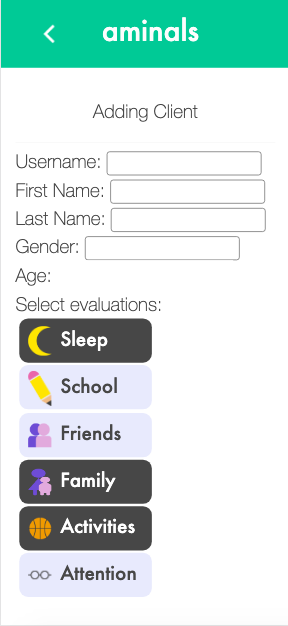 aminals
Adding Client
Username:
First Name:
Last Name:
Gender:
Age:
Select evaluations:
Sleep
School
Friends
Family
Activities
Attention